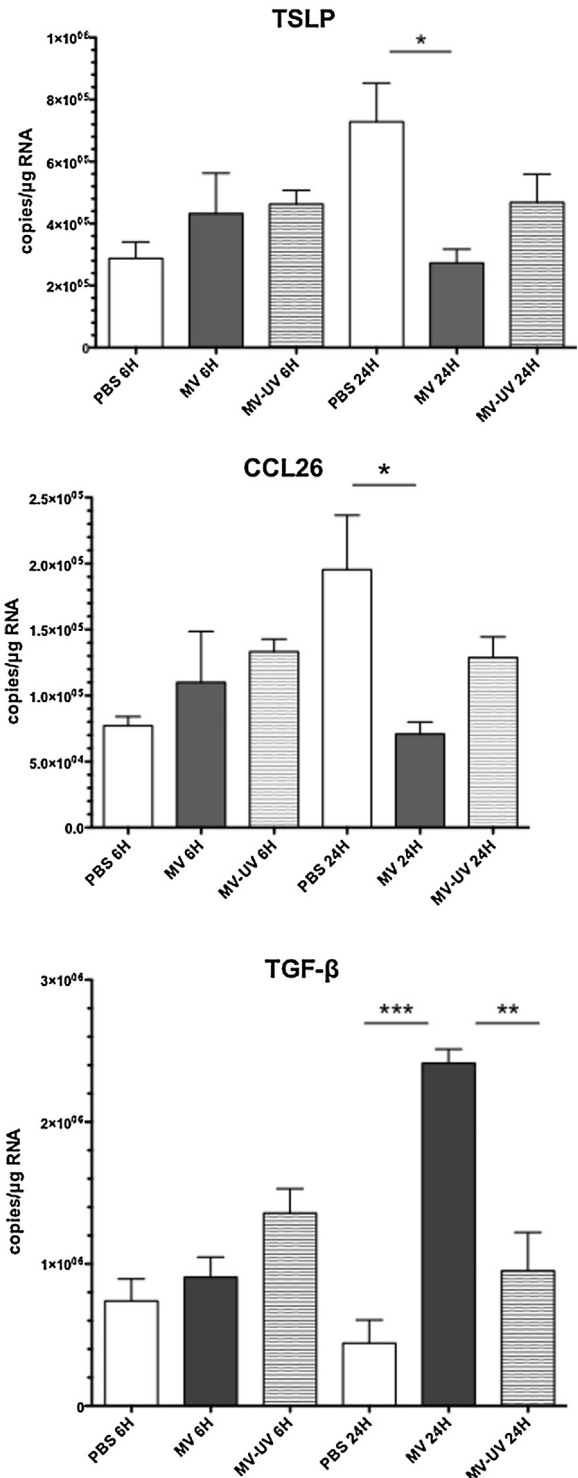 TSLP
*
1×10⁰⁶
8×10⁰⁵
6×10⁰⁵
4×10⁰⁵
2×10⁰⁵
0
copies/µg RNA
PBS 6H
MV 6H
MV-UV 6H
PBS 24H
MV 24H
MV-UV 24H
CCL26
*
2.5×10⁰⁵
2.0×10⁰⁵
1.5×10⁰⁵
1.0×10⁰⁵
5.0×10⁰⁴
0.0
copies/µg RNA
PBS 6H
MV 6H
MV-UV 6H
PBS 24H
MV 24H
MV-UV 24H
TGF-β
*** **
3×10⁰⁶
2×10⁰⁶
1×10⁰⁶
0
copies/µg RNA
PBS 6H
MV 6H
MV-UV 6H
PBS 24H
MV 24H
MV-UV 24H